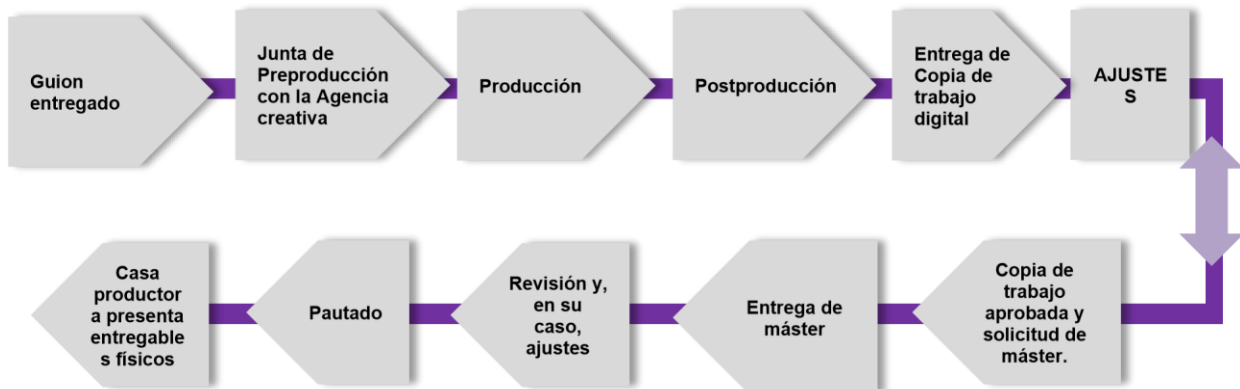 Guion
entregado
Junta de
Preproducción
con la Agencia
creativa
Producción
Postproducción
Entrega de
Copia de
trabajo
digital
AJUSTE
S
Casa
productor
a presenta
entregable
s físicos
Pautado
Revisión y,
en su caso,
ajustes
Entrega de
máster
Copia de
trabajo
aprobada y
solicitud de
máster.